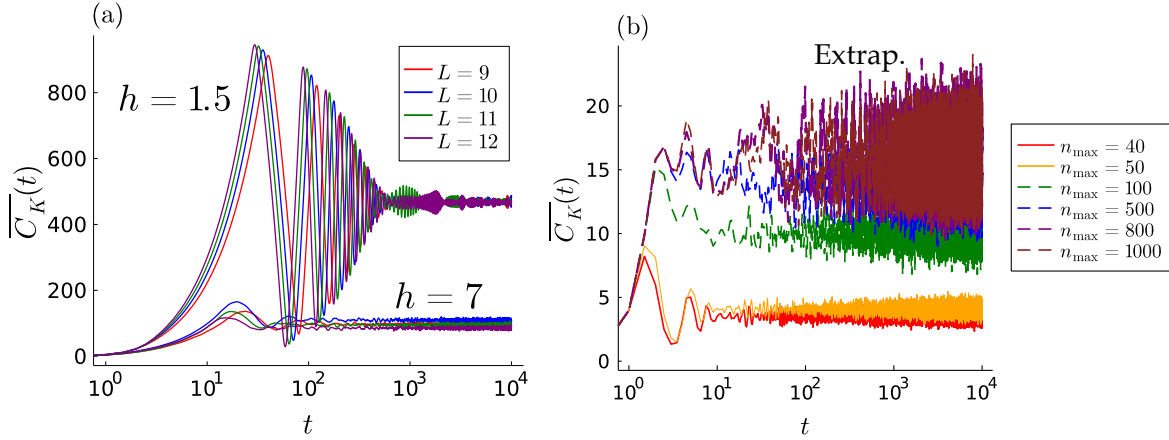 (a)
800
600
400
200
0
10^0
10^1
10^2
10^3
10^4
t
\overline{C_K}(t)
h = 1.5
h = 7
L = 9
L = 10
L = 11
L = 12
(b)
Extrap.
20
15
10
5
0
10^0
10^1
10^2
10^3
10^4
t
\overline{C_K}(t)
n_max = 40
n_max = 50
n_max = 100
n_max = 500
n_max = 800
n_max = 1000